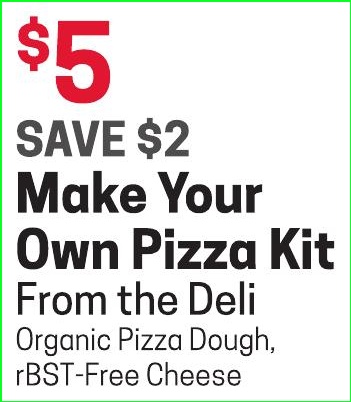 $5
SAVE $2
Make Your
Own Pizza Kit
From the Deli
Organic Pizza Dough,
rBST-Free Cheese